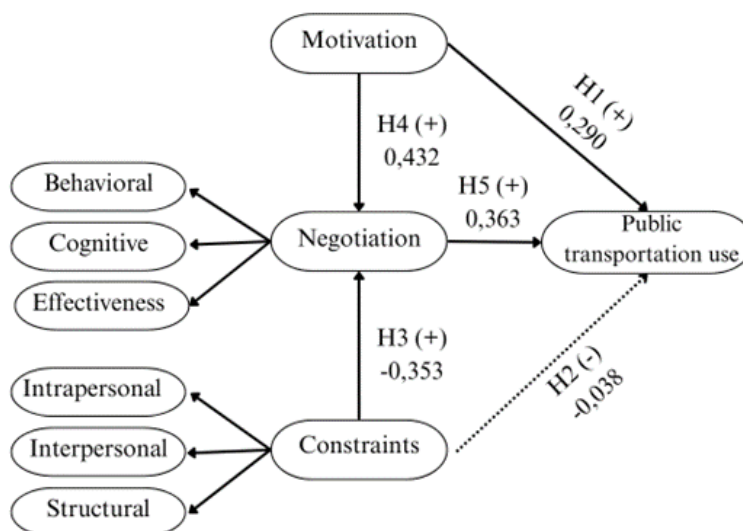 Motivation
H1 (+)
0,290
H4 (+)
0,432
Behavioral
H5 (+)
0,363
Cognitive
Negotiation
Public
transportation use
Effectiveness
H3 (+)
-0,353
H2 (-)
-0,038
Intrapersonal
Interpersonal
Constraints
Structural